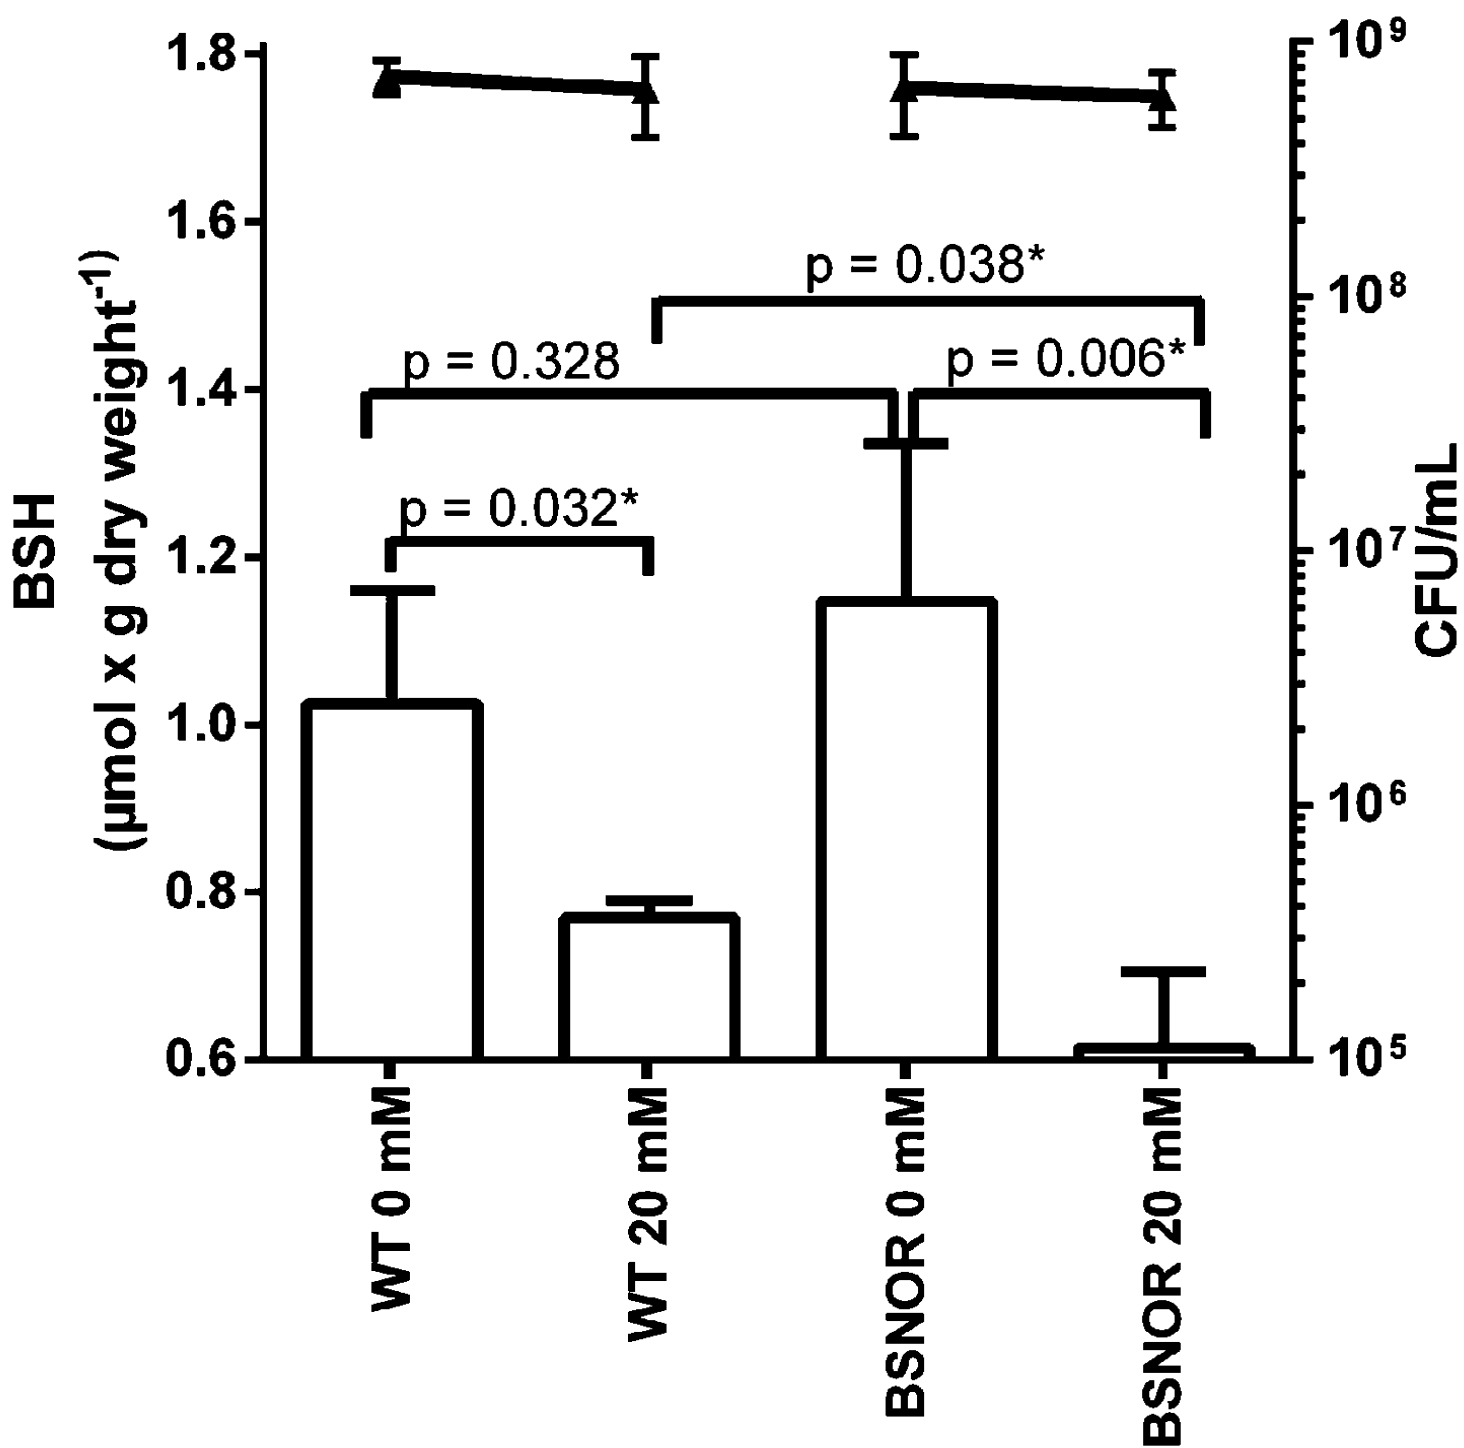 BSH
(µmol x g dry weight⁻¹)
1.8
1.6
1.4
1.2
1.0
0.8
0.6
p = 0.038*
p = 0.328
p = 0.006*
p = 0.032*
10⁹
10⁸
10⁷
10⁶
10⁵
CFU/mL
WT 0 mM
WT 20 mM
BSNOR 0 mM
BSNOR 20 mM